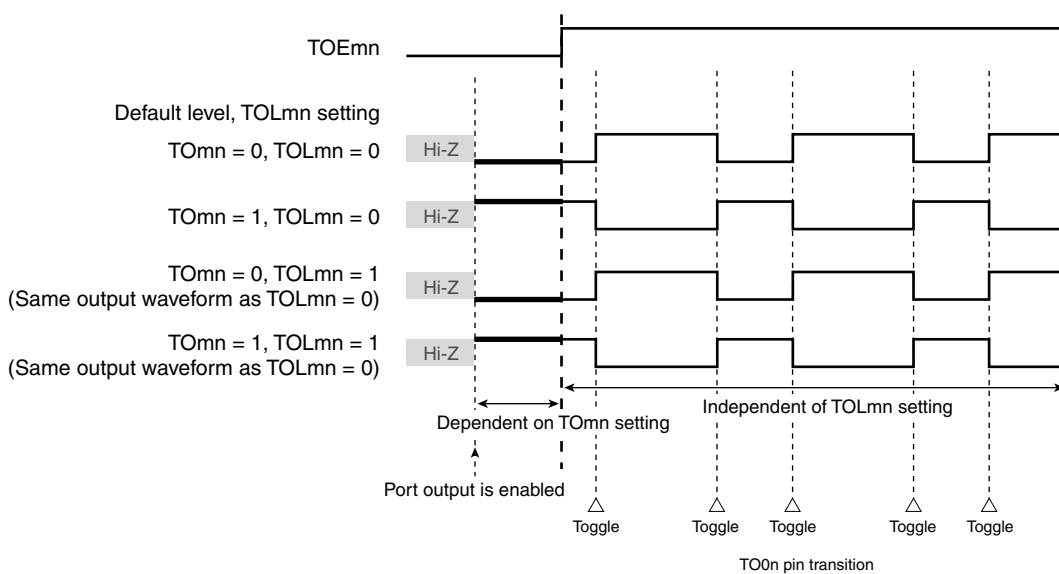 TOEmn
Default level, TOLmn setting
TOmn = 0, TOLmn = 0
Hi-Z
TOmn = 1, TOLmn = 0
Hi-Z
TOmn = 0, TOLmn = 1
(Same output waveform as TOLmn = 0)
Hi-Z
TOmn = 1, TOLmn = 1
(Same output waveform as TOLmn = 0)
Hi-Z
Independent of TOLmn setting
Dependent on TOmn setting
Port output is enabled
Toggle Toggle Toggle Toggle Toggle
TO0n pin transition